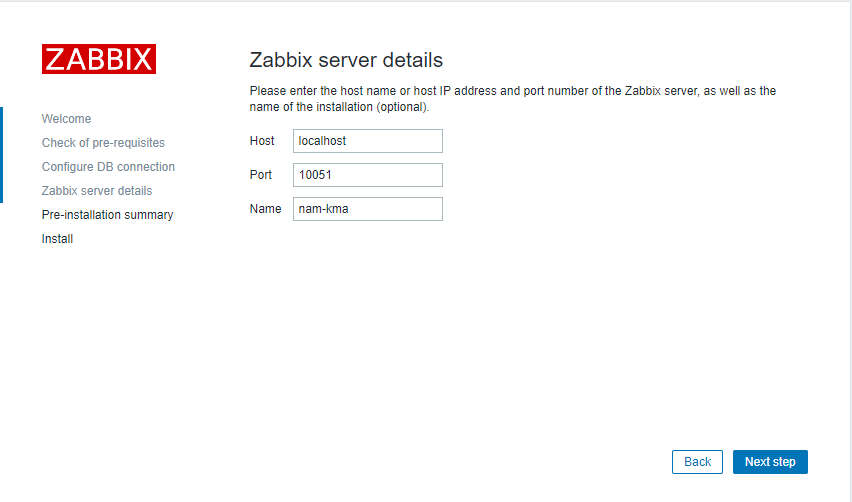 ZABBIX
Welcome
Check of pre-requisites
Configure DB connection
Zabbix server details
Pre-installation summary
Install
Zabbix server details
Please enter the host name or host IP address and port number of the Zabbix server, as well as the
name of the installation (optional).
Host localhost
Port 10051
Name nam-kma
Back Next step